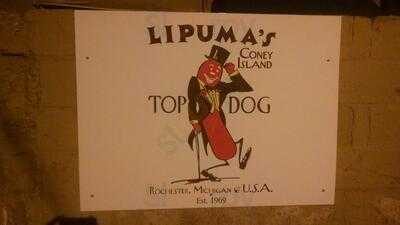 LIPUMA'S
CONEY
ISLAND
TOP DOG
ROCHESTER, MICHIGAN & U.S.A.
EST. 1969